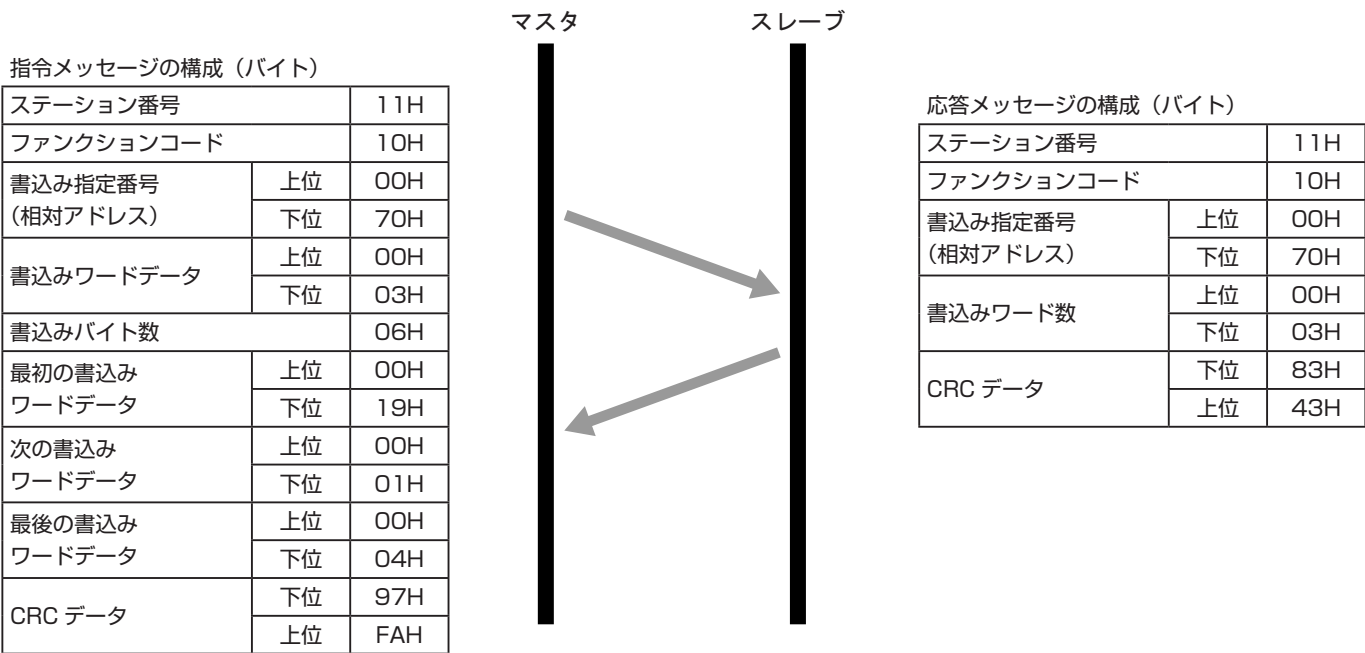 マスタ
スレーブ
指令メッセージの構成（バイト）
ステーション番号 11H
ファンクションコード 10H
書込み指定番号 上位 00H
（相対アドレス） 下位 70H
書込みワードデータ 上位 00H
下位 03H
書込みバイト数 06H
最初の書込み 上位 00H
ワードデータ 下位 19H
次の書込み 上位 00H
ワードデータ 下位 01H
最後の書込み 上位 00H
ワードデータ 下位 04H
CRC データ 下位 97H
上位 FAH
応答メッセージの構成（バイト）
ステーション番号 11H
ファンクションコード 10H
書込み指定番号 上位 00H
（相対アドレス） 下位 70H
書込みワード数 上位 00H
下位 03H
CRC データ 下位 83H
上位 43H